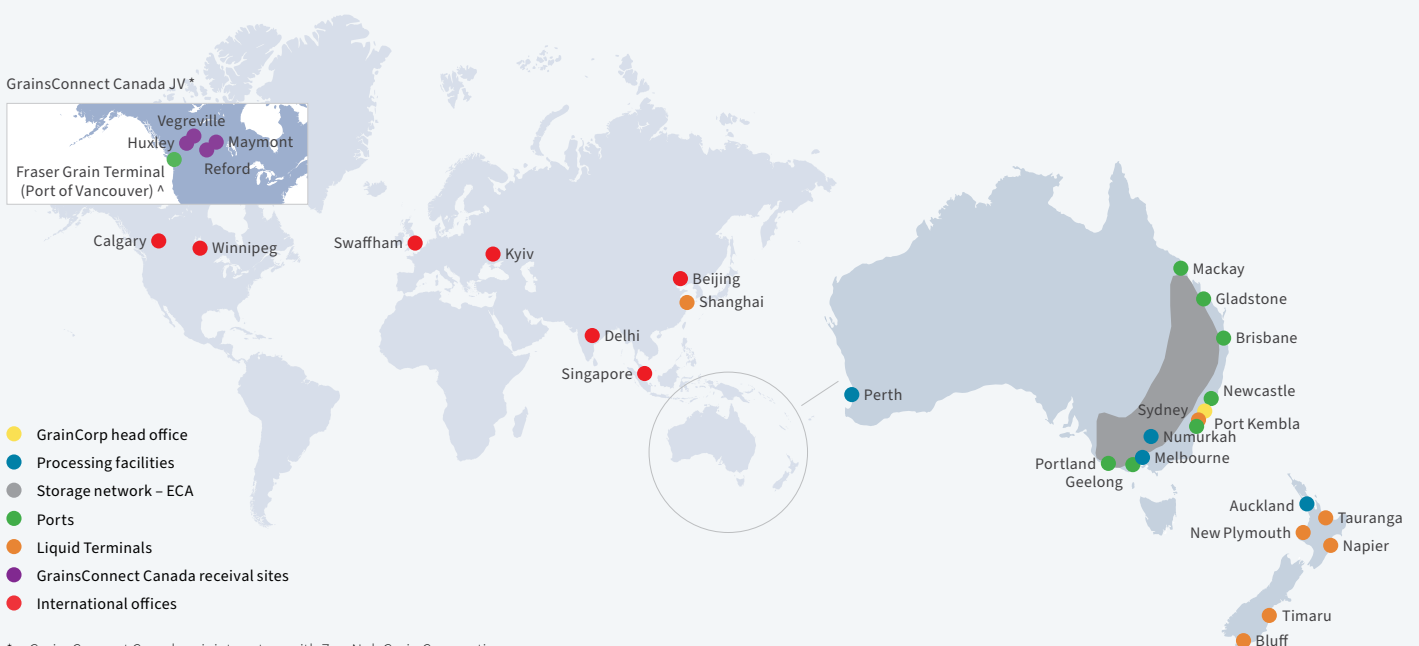 GrainsConnect Canada JV *
Vegreville
Huxley
Maymont
Reford
Fraser Grain Terminal
(Port of Vancouver) ^
Calgary
Winnipeg
Swaffham
Kyiv
Beijing
Shanghai
Delhi
Singapore
Mackay
Gladstone
Brisbane
Perth
Newcastle
Sydney
Port Kembla
Numurkah
Melbourne
Portland
Geelong
Auckland
Tauranga
New Plymouth
Napier
Timaru
Bluff
GrainCorp head office
Processing facilities
Storage network – ECA
Ports
Liquid Terminals
GrainsConnect Canada receival sites
International offices